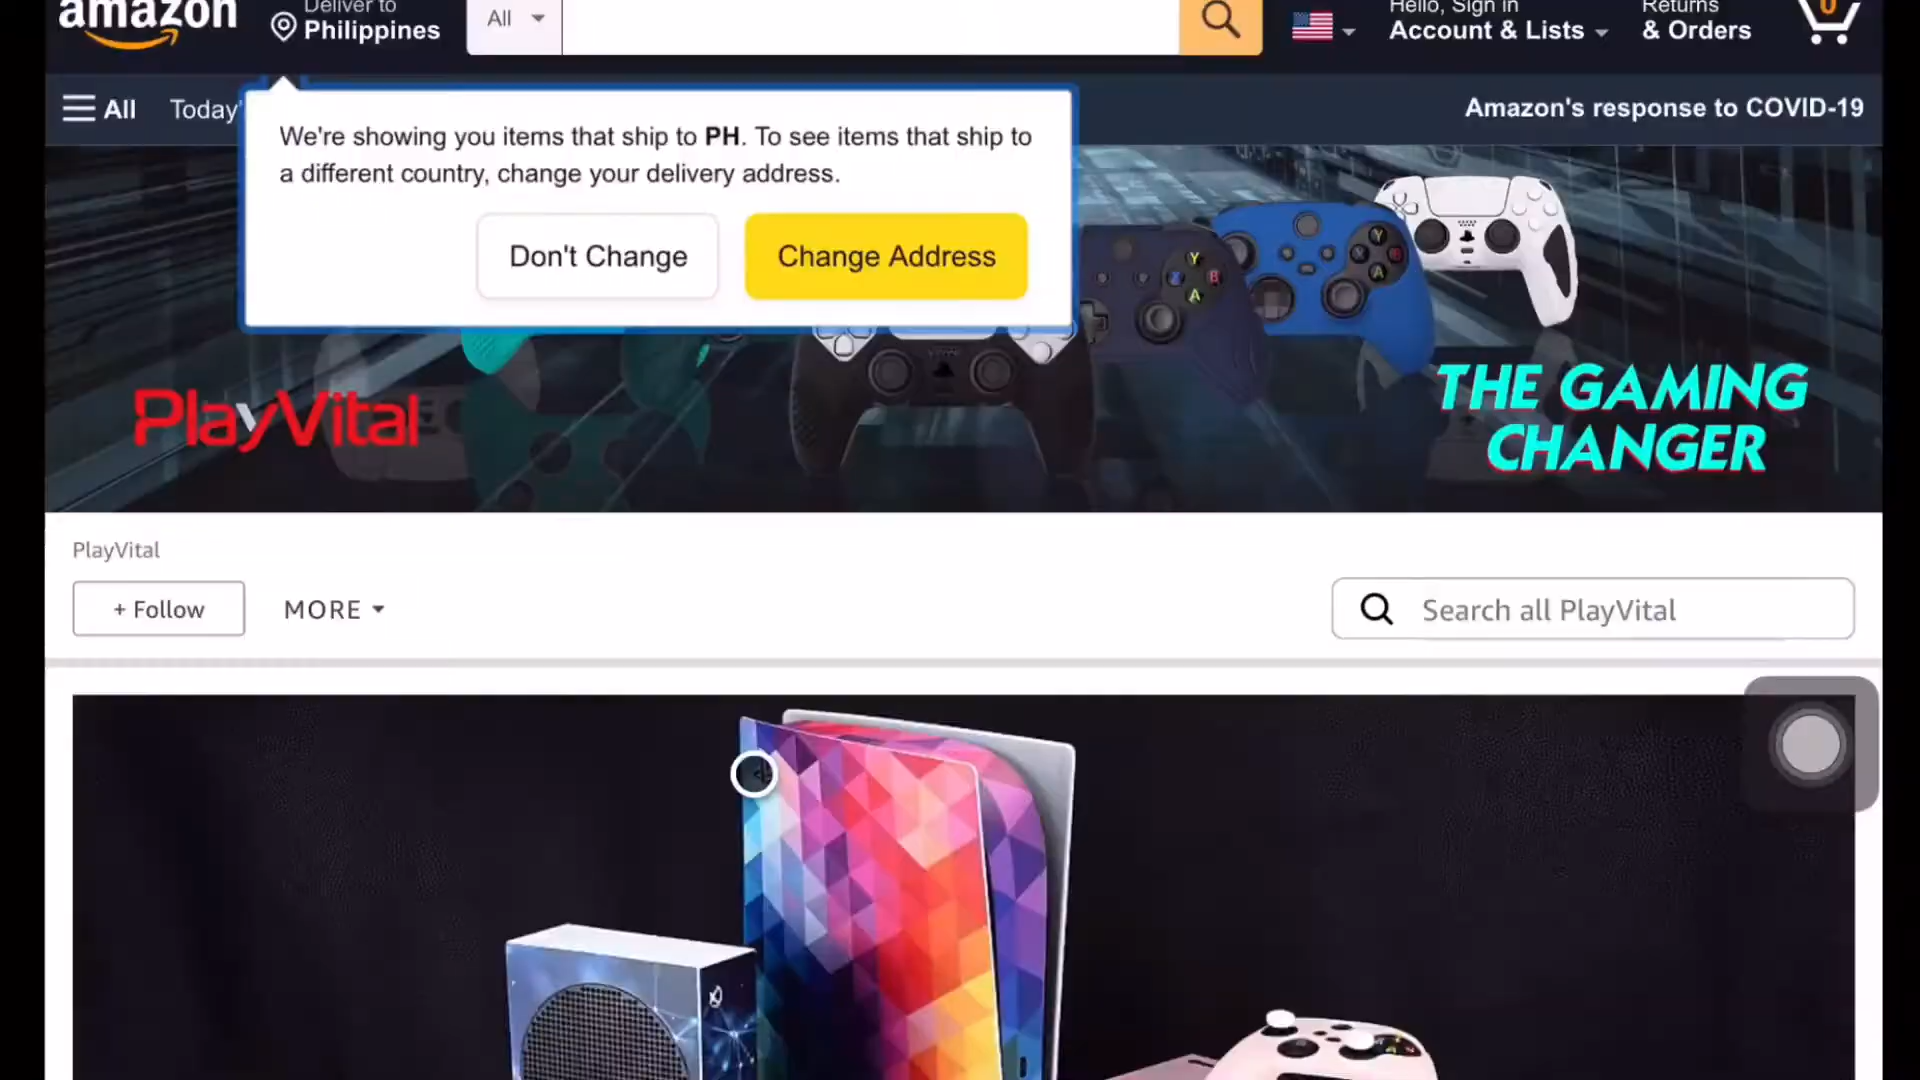 amazon
Deliver to
Philippines
All
Hello, Sign in
Account & Lists
Returns
& Orders
0
All
Today'
Amazon's response to COVID-19
We're showing you items that ship to PH. To see items that ship to
a different country, change your delivery address.
Don't Change
Change Address
Y
X
B
A
Y
X
B
A
PlayVital
THE GAMING
CHANGER
PlayVital
+ Follow
MORE
Search all PlayVital